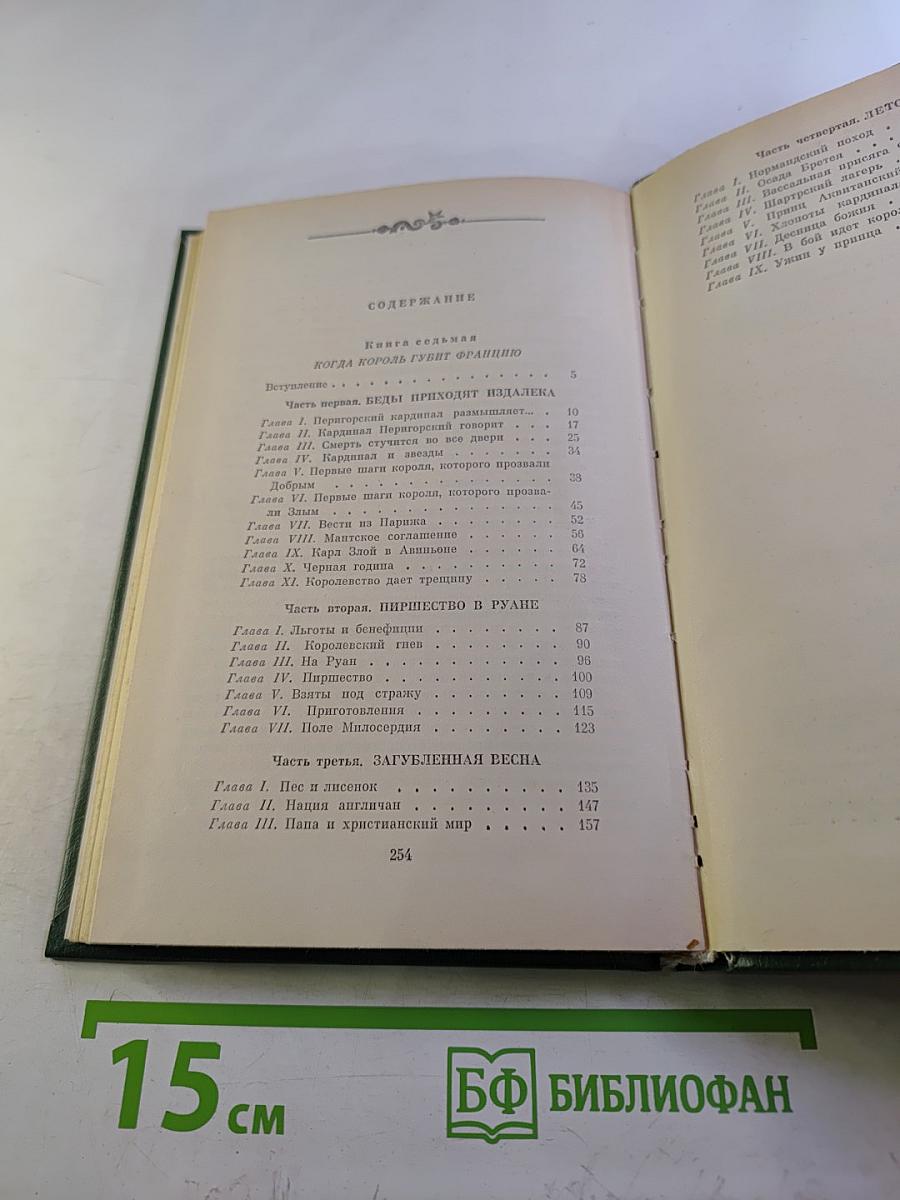 СОДЕРЖАНИЕ
Книга седьмая
КОГДА КОРОЛЬ ГУБИТ ФРАНЦИЮ
Вступление . . . . . . . . . . . . . . . 5
Часть первая. БЕДЫ ПРИХОДЯТ ИЗДАЛЕКА
Глава I. Перигорский кардинал размышляет... . 10
Глава II. Кардинал Перигорский говорит . . . 17
Глава III. Смерть стучится во все двери . . . 25
Глава IV. Кардинал и звезды . . . . . . . 34
Глава V. Первые шаги короля, которого прозвали
Добрым . . . . . . . . . . . . . . 38
Глава VI. Первые шаги короля, которого прозва-
ли Злым . . . . . . . . . . . . . . 45
Глава VII. Вести из Парижа . . . . . . . . 52
Глава VIII. Мантское соглашение . . . . . . 56
Глава IX. Карл Злой в Авиньоне . . . . . . 64
Глава X. Черная година . . . . . . . . . . 72
Глава XI. Королевство дает трещину . . . . . 78
Часть вторая. ПИРШЕСТВО В РУАНЕ
Глава I. Льготы и бенефиции . . . . . . . . 87
Глава II. Королевский гнев . . . . . . . . 90
Глава III. На Руан . . . . . . . . . . . 96
Глава IV. Пиршество . . . . . . . . . . . 100
Глава V. Взяты под стражу . . . . . . . . 109
Глава VI. Приготовления . . . . . . . . . 115
Глава VII. Поле Милосердия . . . . . . . . 123
Часть третья. ЗАГУБЛЕННАЯ ВЕСНА
Глава I. Пес и лисенок . . . . . . . . . . 135
Глава II. Нация англичан . . . . . . . . . 147
Глава III. Папа и христианский мир . . . . . 157
254
Часть четвертая. ЛЕТО
Глава I. Нормандский поход .
Глава II. Осада Бретея . . .
Глава III. Вассальная присяга
Глава IV. Шартрский лагерь .
Глава V. Принц Аквитанский
Глава VI. Хлопоты кардинал
Глава VII. Десница божия .
Глава VIII. В бой идет корол
Глава IX. Ужин у принца .
15 см
БФ БИБЛИОФАН